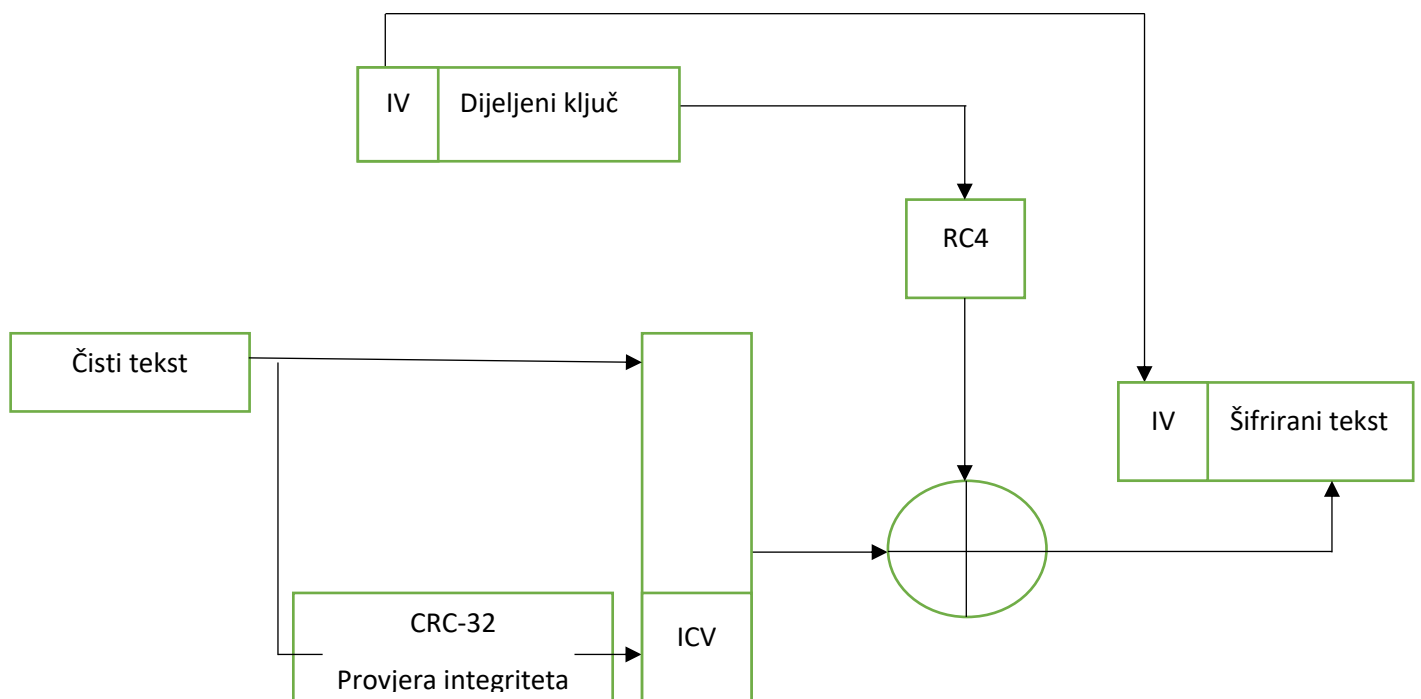 IV
Dijeljeni ključ
RC4
Čisti tekst
IV
Šifrirani tekst
CRC-32
Provjera integriteta
ICV